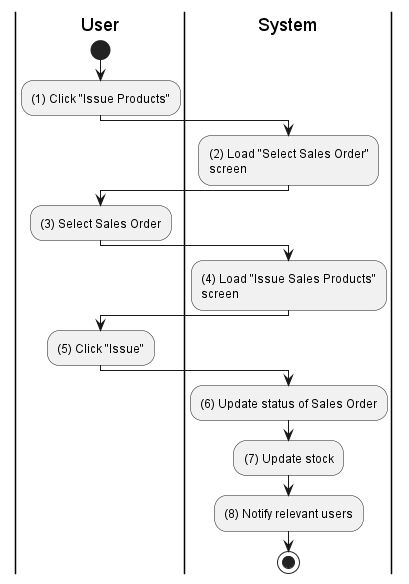 User
System
(1) Click "Issue Products"
(2) Load "Select Sales Order"
screen
(3) Select Sales Order
(4) Load "Issue Sales Products"
screen
(5) Click "Issue"
(6) Update status of Sales Order
(7) Update stock
(8) Notify relevant users